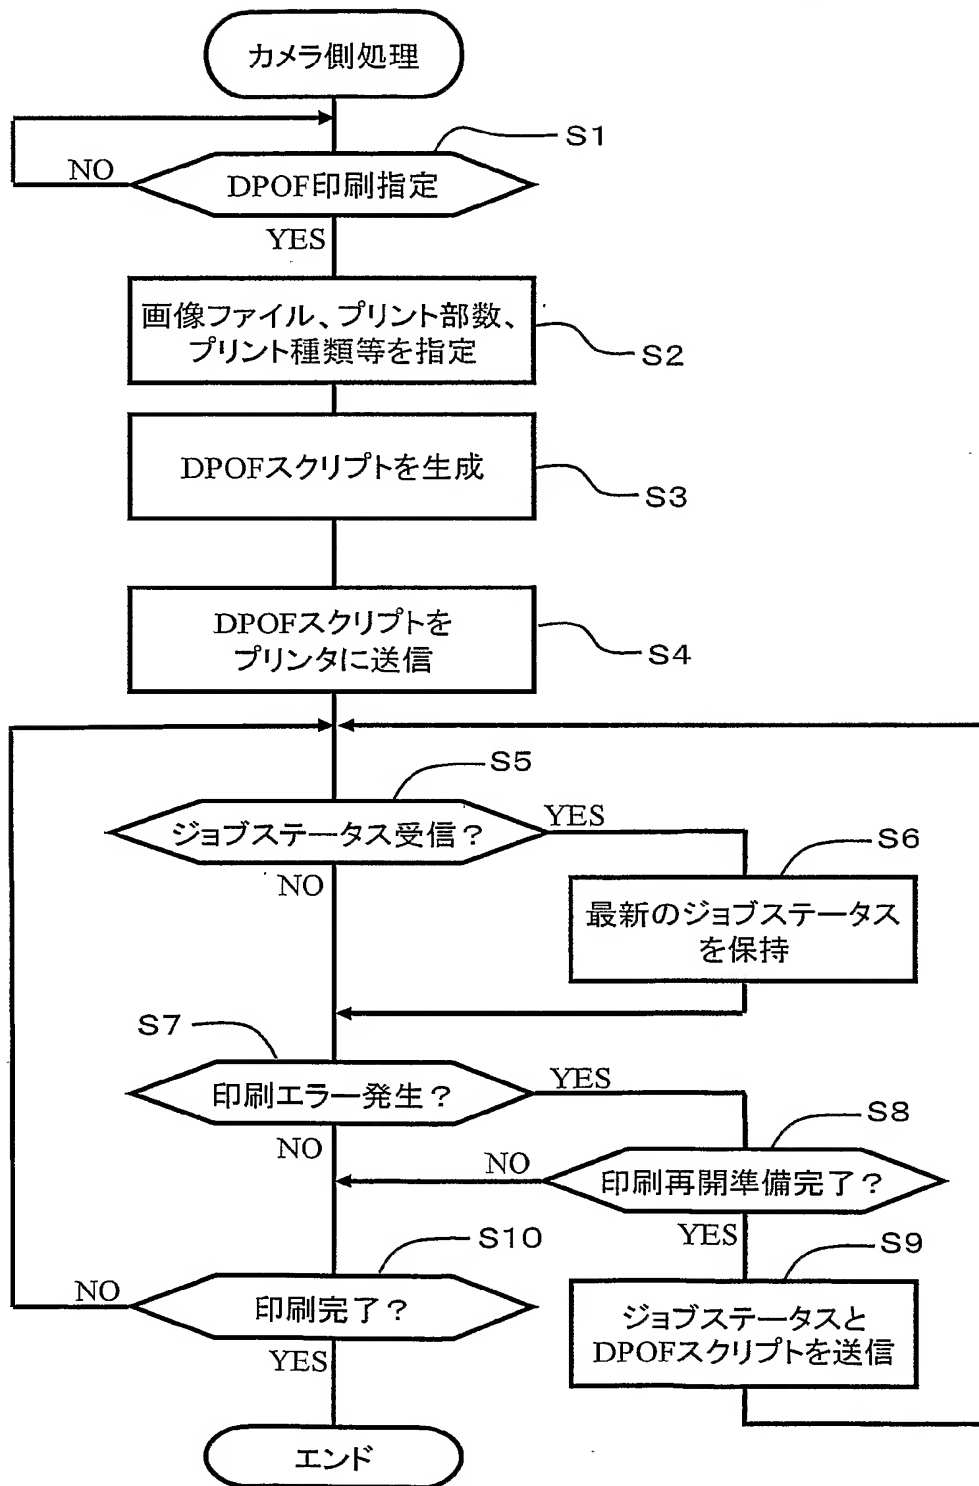 カメラ側処理
S1
NO
DPOF印刷指定
YES
画像ファイル、プリント部数、
プリント種類等を指定
S2
DPOFスクリプトを生成
S3
DPOFスクリプトを
プリンタに送信
S4
S5
ジョブステータス受信？
YES
NO
S6
最新のジョブステータス
を保持
S7
印刷エラー発生？
YES
NO
S8
NO
印刷再開準備完了？
YES
S9
S10
NO
印刷完了？
YES
ジョブステータスと
DPOFスクリプトを送信
エンド